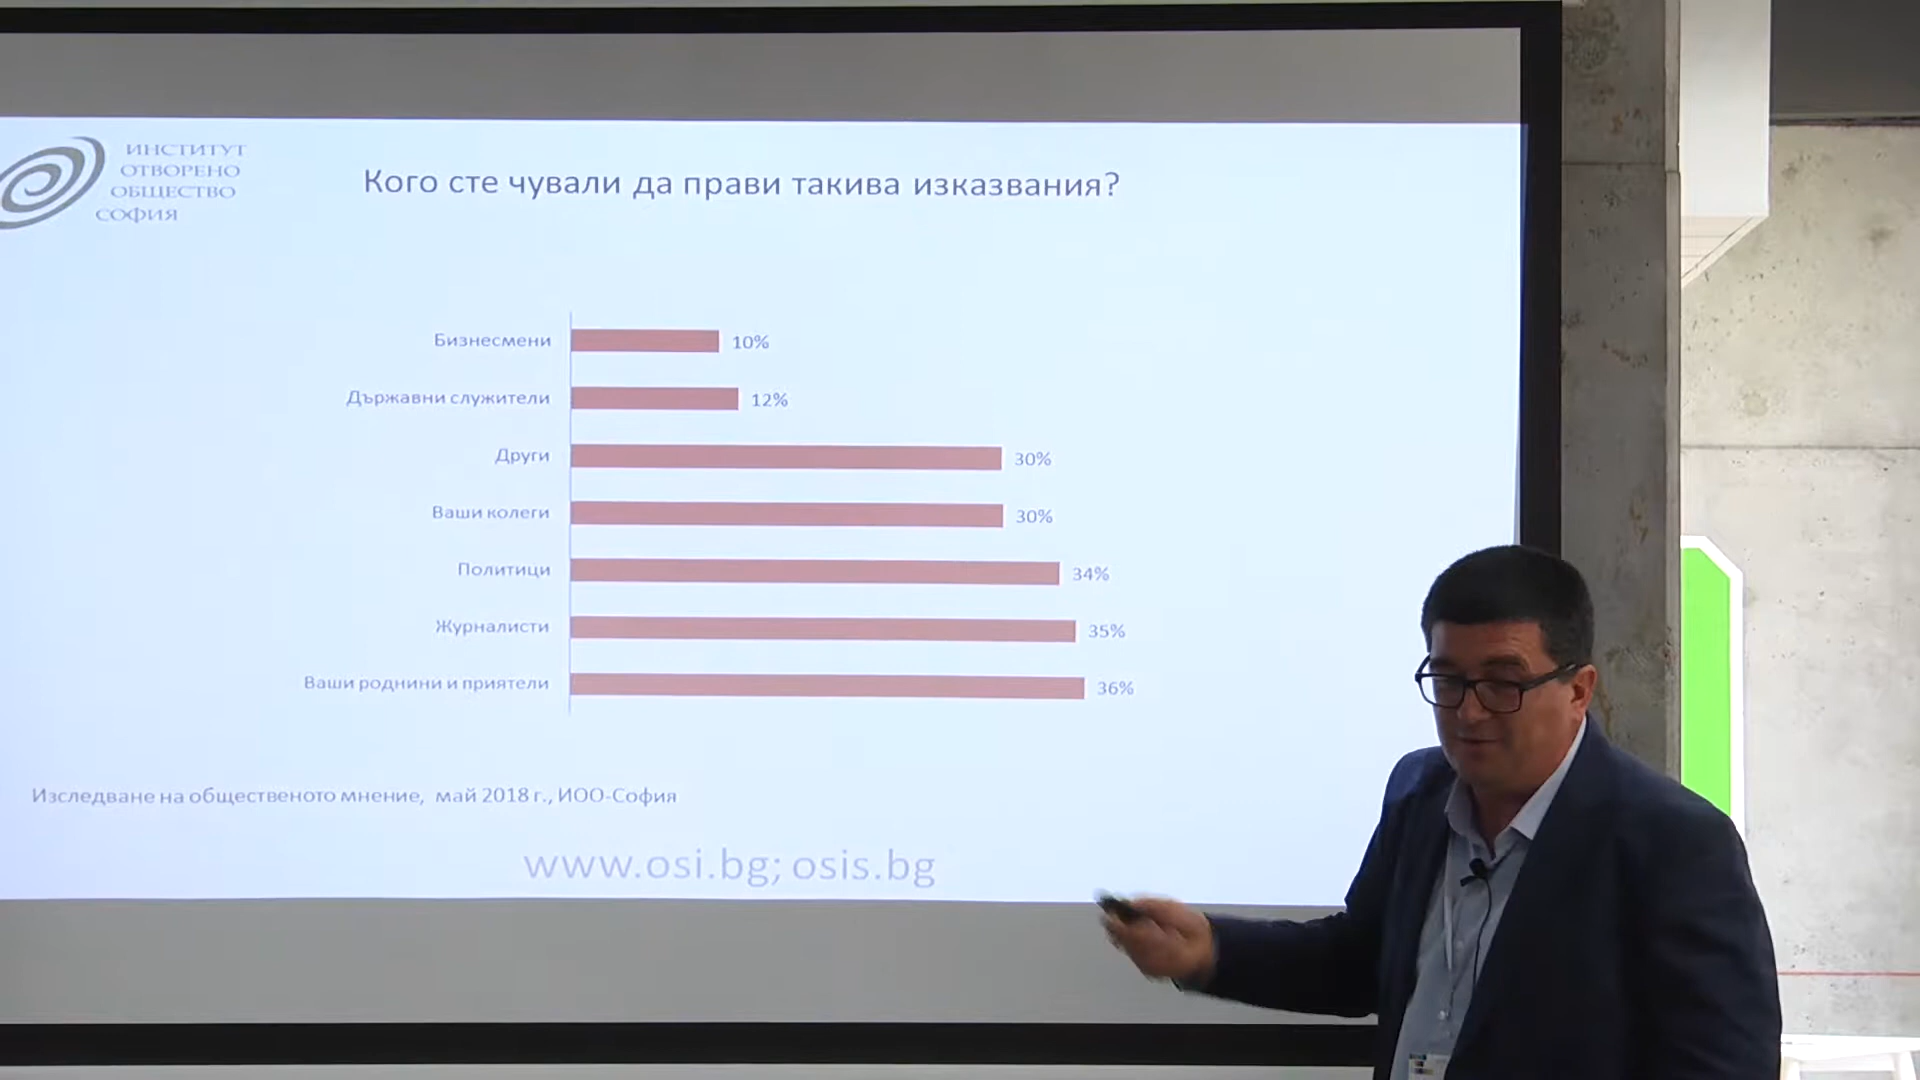 ИНСТИТУТ
ОТВОРЕНО
ОБЩЕСТВО
СОФИЯ
Кого сте чували да прави такива изказвания?
Бизнесмени 10%
Държавни служители 12%
Други 30%
Ваши колеги 30%
Политици 34%
Журналисти 35%
Ваши роднини и приятели 36%
Изследване на общественото мнение, май 2018 г., ИОО-София
www.osi.bg; osis.bg